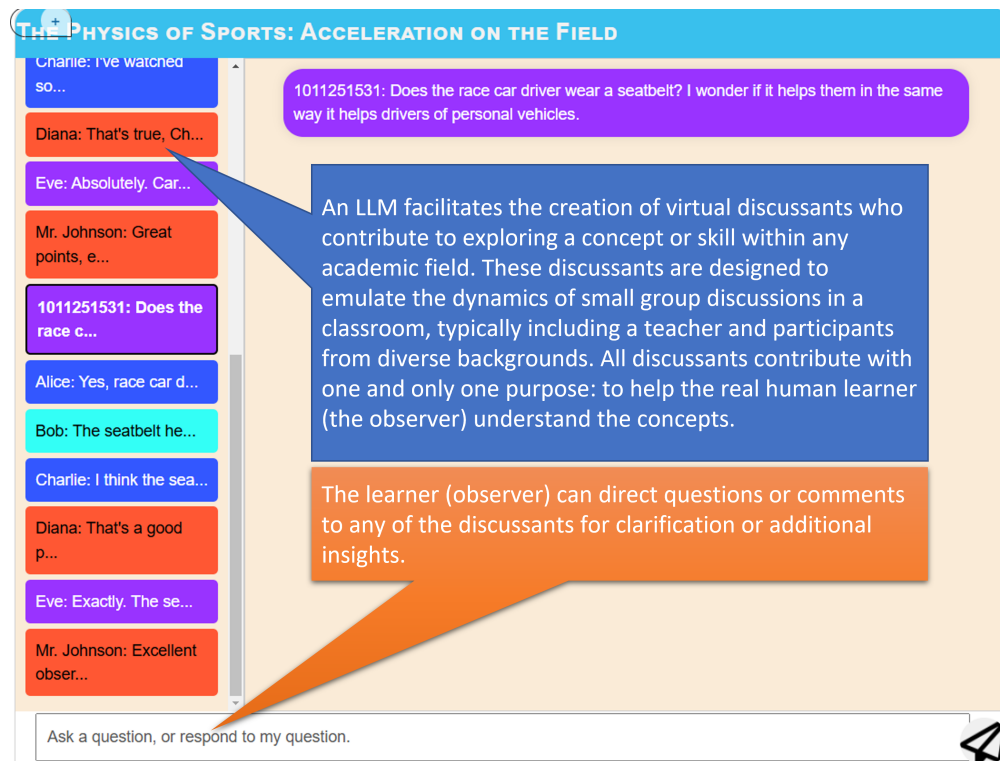 The Physics of Sports: Acceleration on the Field
Charlie: I've watched
so...
Diana: That's true, Ch...
Eve: Absolutely. Car...
Mr. Johnson: Great
points, e...
1011251531: Does the
race c...
Alice: Yes, race car d...
Bob: The seatbelt he...
Charlie: I think the sea...
Diana: That's a good
p...
Eve: Exactly. The se...
Mr. Johnson: Excellent
obser...
1011251531: Does the race car driver wear a seatbelt? I wonder if it helps them in the same
way it helps drivers of personal vehicles.
An LLM facilitates the creation of virtual discussants who
contribute to exploring a concept or skill within any
academic field. These discussants are designed to
emulate the dynamics of small group discussions in a
classroom, typically including a teacher and participants
from diverse backgrounds. All discussants contribute with
one and only one purpose: to help the real human learner
(the observer) understand the concepts.
The learner (observer) can direct questions or comments
to any of the discussants for clarification or additional
insights.
Ask a question, or respond to my question.